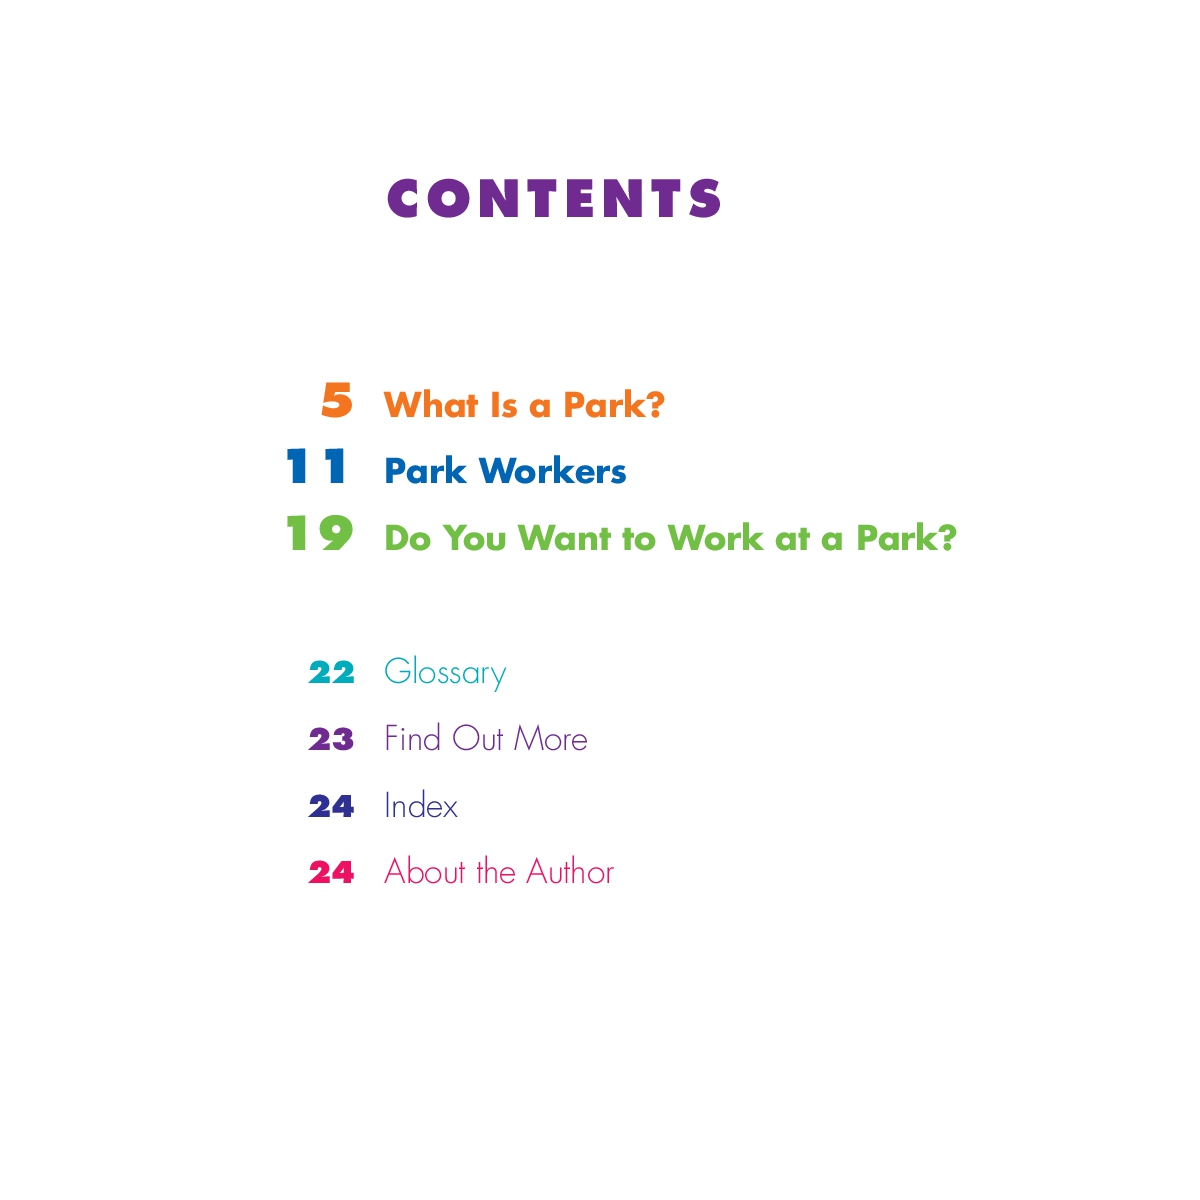 CONTENTS
5 What Is a Park?
11 Park Workers
19 Do You Want to Work at a Park?
22 Glossary
23 Find Out More
24 Index
24 About the Author